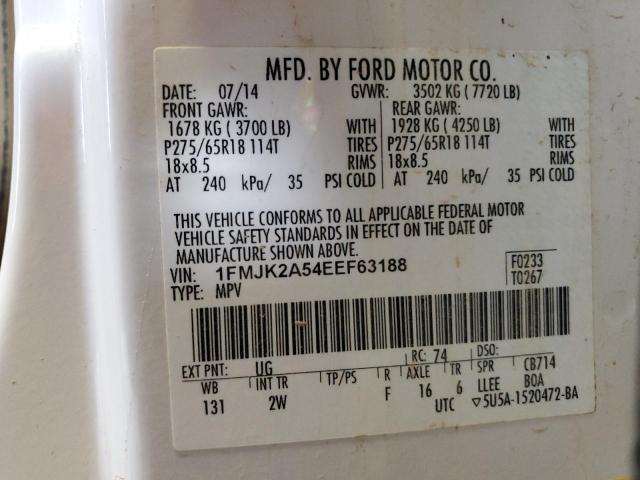 MFD. BY FORD MOTOR CO.
DATE: 07/14 GVWR: 3502 KG ( 7720 LB)
FRONT GAWR: REAR GAWR:
1678 KG ( 3700 LB) WITH 1928 KG ( 4250 LB) WITH
P275/65R18 114T TIRES P275/65R18 114T TIRES
18x8.5 RIMS 18x8.5 RIMS
AT 240 kPa/ 35 PSI COLD AT 240 kPa/ 35 PSI COLD
THIS VEHICLE CONFORMS TO ALL APPLICABLE FEDERAL MOTOR
VEHICLE SAFETY STANDARDS IN EFFECT ON THE DATE OF
MANUFACTURE SHOWN ABOVE.
VIN: 1FMJK2A54EEF63188 F0233
TYPE: MPV T0267
EXT PNT: UG RC: 74 DSO:
WB INT TR TP/PS R AXLE TR SPR CB714
131 2W F 16 6 LLEE BOA
UTC ▽5U5A-1520472-BA